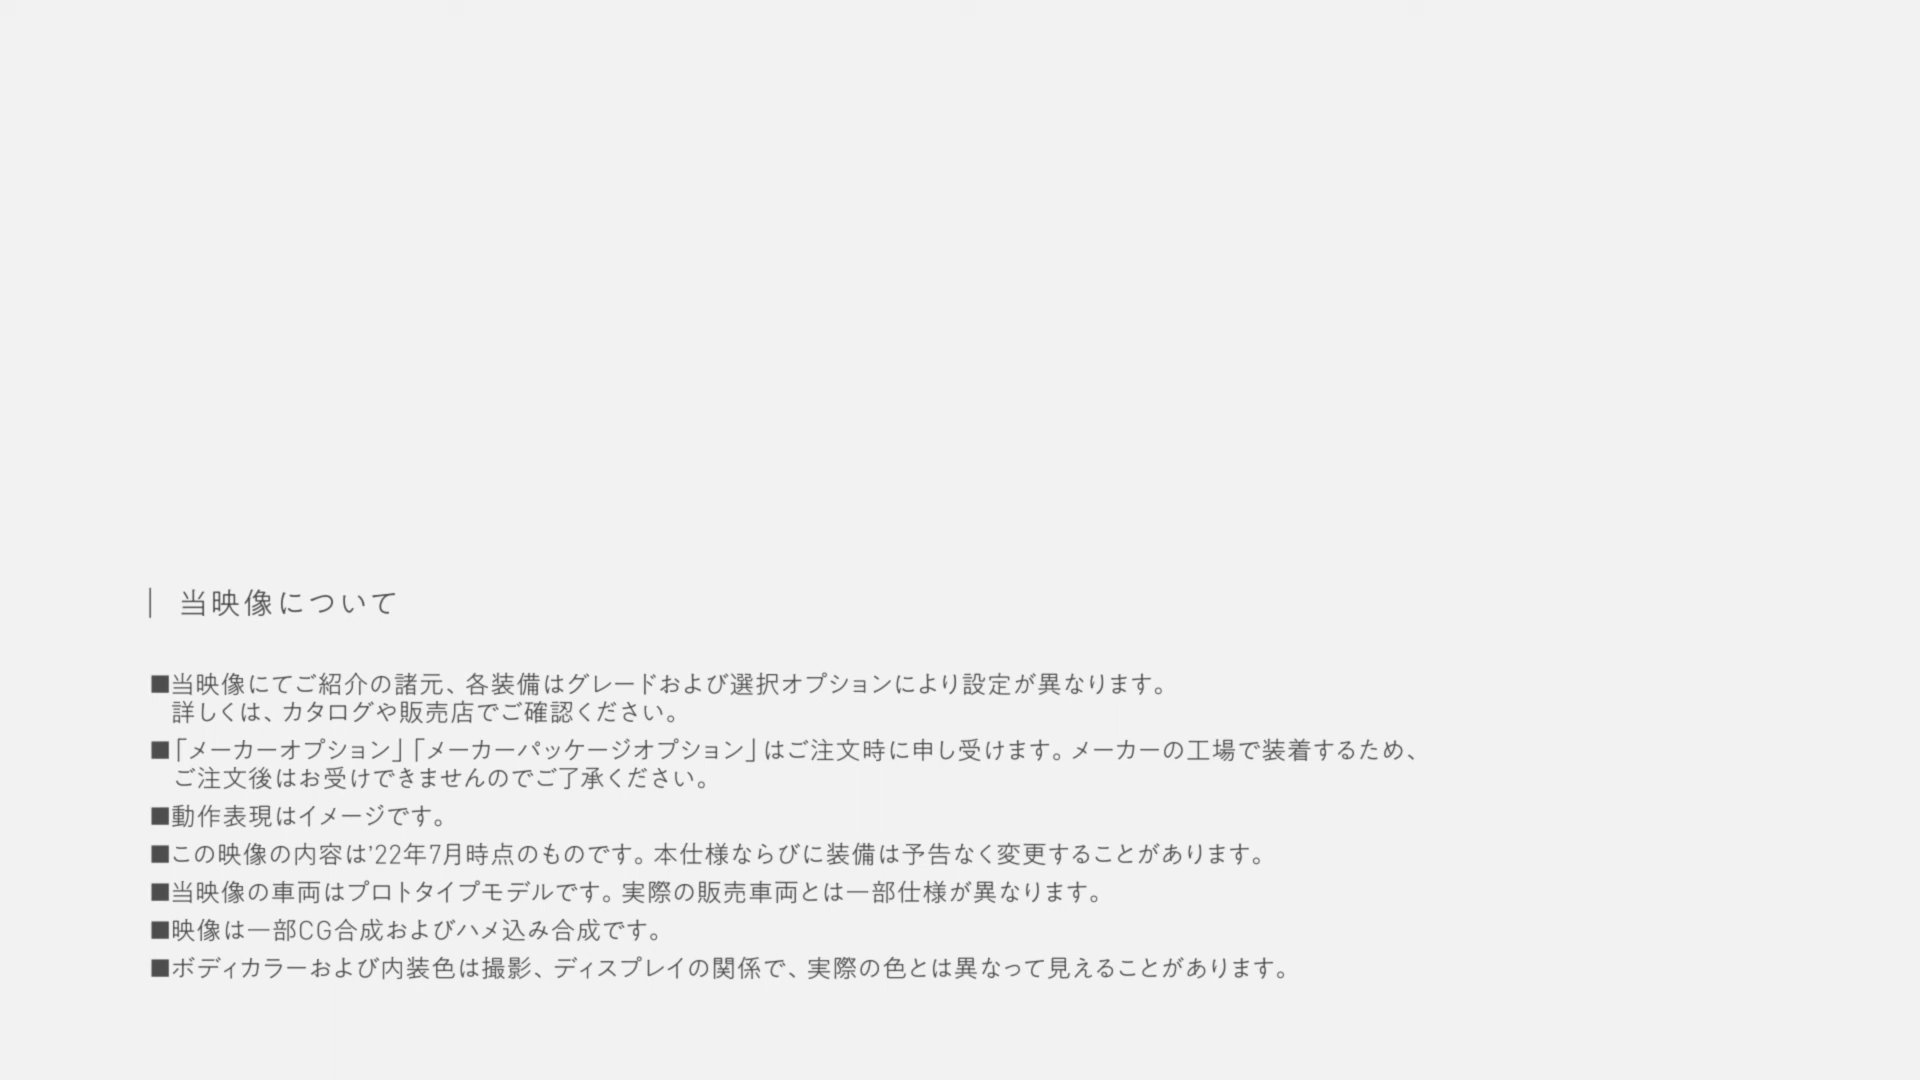 当映像について
■当映像にてご紹介の諸元、各装備はグレードおよび選択オプションにより設定が異なります。
詳しくは、カタログや販売店でご確認ください。
■「メーカーオプション」「メーカーパッケージオプション」はご注文時に申し受けます。メーカーの工場で装着するため、
ご注文後はお受けできませんのでご了承ください。
■動作表現はイメージです。
■この映像の内容は’22年7月時点のものです。本仕様ならびに装備は予告なく変更することがあります。
■当映像の車両はプロトタイプモデルです。実際の販売車両とは一部仕様が異なります。
■映像は一部CG合成およびハメ込み合成です。
■ボディカラーおよび内装色は撮影、ディスプレイの関係で、実際の色とは異なって見えることがあります。